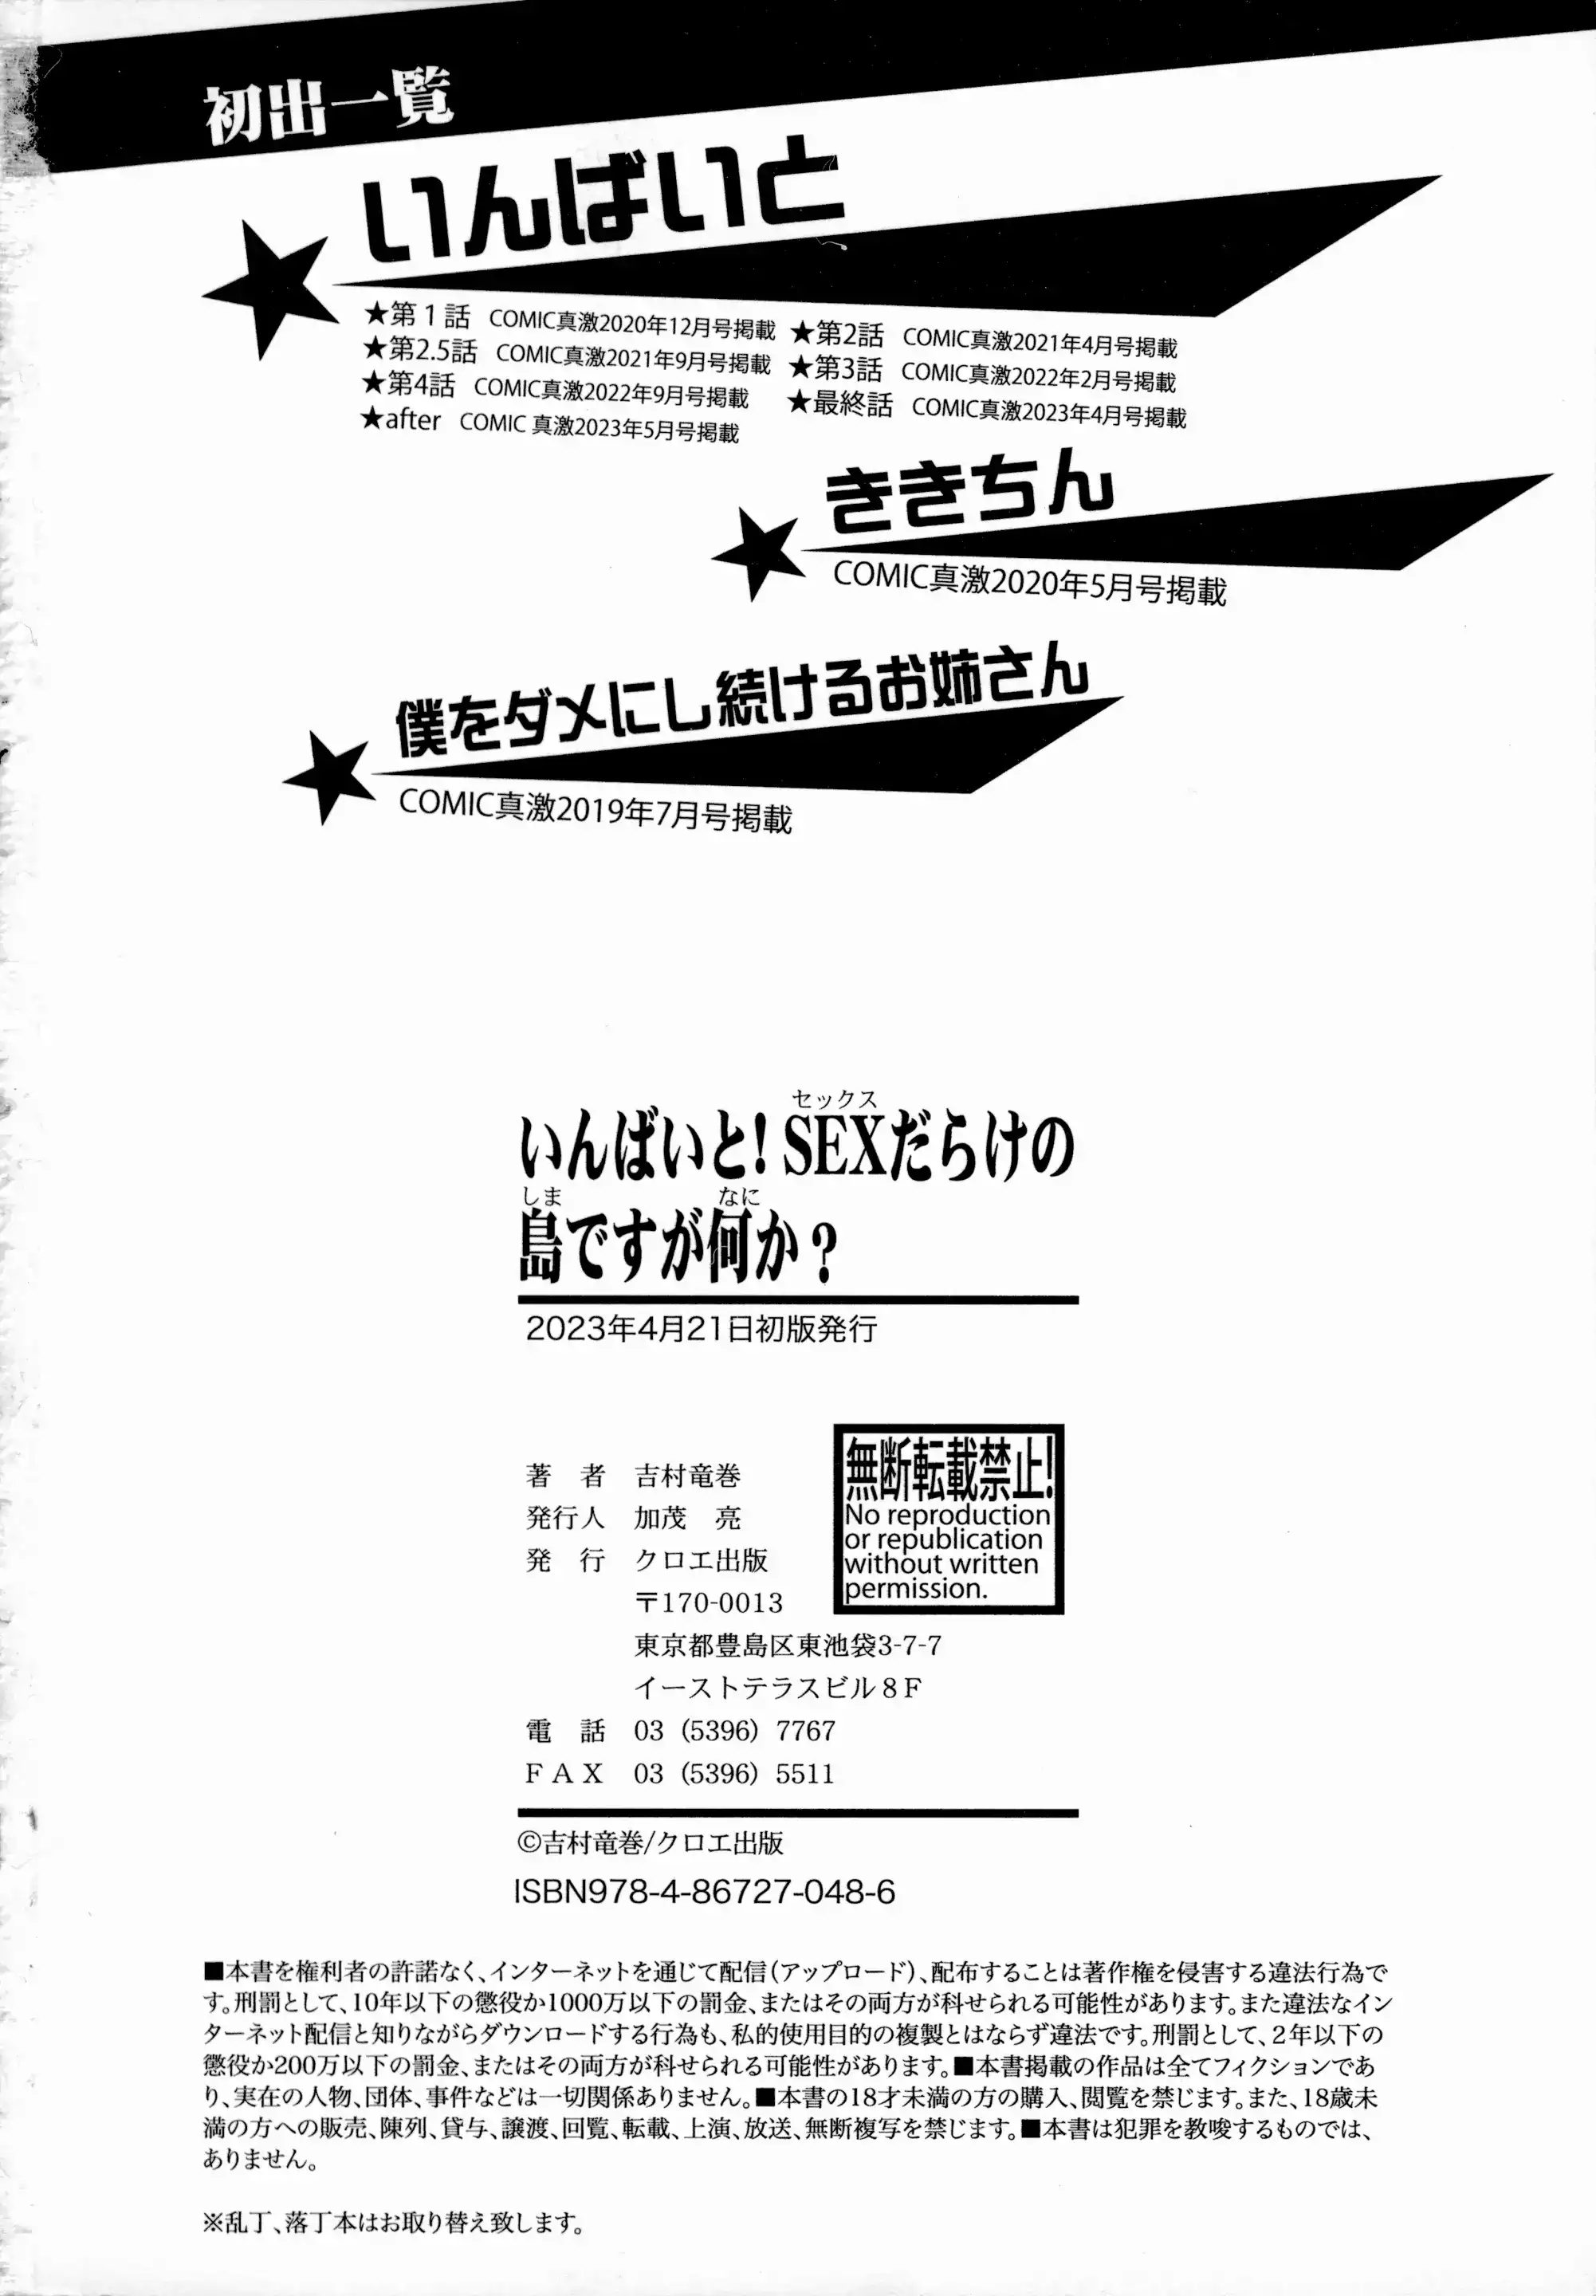 初出一覧
いんばいと
★第1話 COMIC真激2020年12月号掲載 ★第2話 COMIC真激2021年4月号掲載
★第2.5話 COMIC真激2021年9月号掲載 ★第3話 COMIC真激2022年2月号掲載
★第4話 COMIC真激2022年9月号掲載 ★最終話 COMIC真激2023年4月号掲載
★after COMIC 真激2023年5月号掲載
ききちん
COMIC真激2020年5月号掲載
僕をダメにし続けるお姉さん
COMIC真激2019年7月号掲載
セックス
いんばいと!SEXだらけの
しま なに
島ですが何か?
2023年4月21日初版発行
著 者 吉村竜巻
発行人 加茂 亮
発 行 クロエ出版
〒170-0013
東京都豊島区東池袋3-7-7
イーストテラスビル8F
電 話 03 (5396) 7767
FAX 03 (5396) 5511
無断転載禁止!
No reproduction
or republication
without written
permission.
©吉村竜巻/クロエ出版
ISBN978-4-86727-048-6
■本書を権利者の許諾なく、インターネットを通じて配信(アップロード)、配布することは著作権を侵害する違法行為で
す。刑罰として、10年以下の懲役か1000万以下の罰金、またはその両方が科せられる可能性があります。また違法なイン
ターネット配信と知りながらダウンロードする行為も、私的使用目的の複製とはならず違法です。刑罰として、2年以下の
懲役か200万以下の罰金、またはその両方が科せられる可能性があります。■本書掲載の作品は全てフィクションであ
り、実在の人物、団体、事件などは一切関係ありません。■本書の18才未満の方の購入、閲覧を禁じます。また、18歳未
満の方への販売、陳列、貸与、譲渡、回覧、転載、上演、放送、無断複写を禁じます。■本書は犯罪を教唆するものでは、
ありません。
※乱丁、落丁本はお取り替え致します。